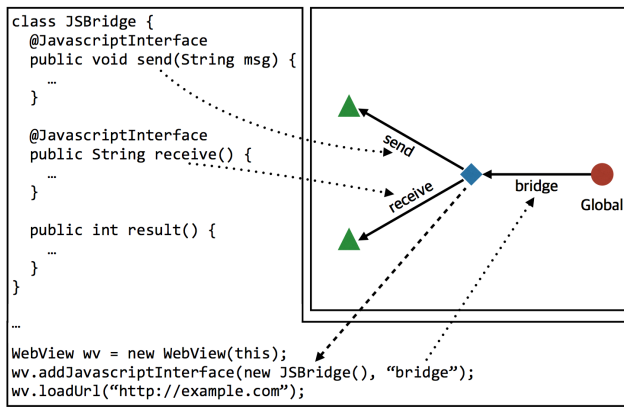 class JSBridge {
  @JavascriptInterface
  public void send(String msg) {
    …
  }

  @JavascriptInterface
  public String receive() {
    …
  }

  public int result() {
    …
  }
}

…

WebView wv = new WebView(this);
wv.addJavascriptInterface(new JSBridge(), “bridge”);
wv.loadUrl(“http://example.com”);
send
receive
bridge
Global